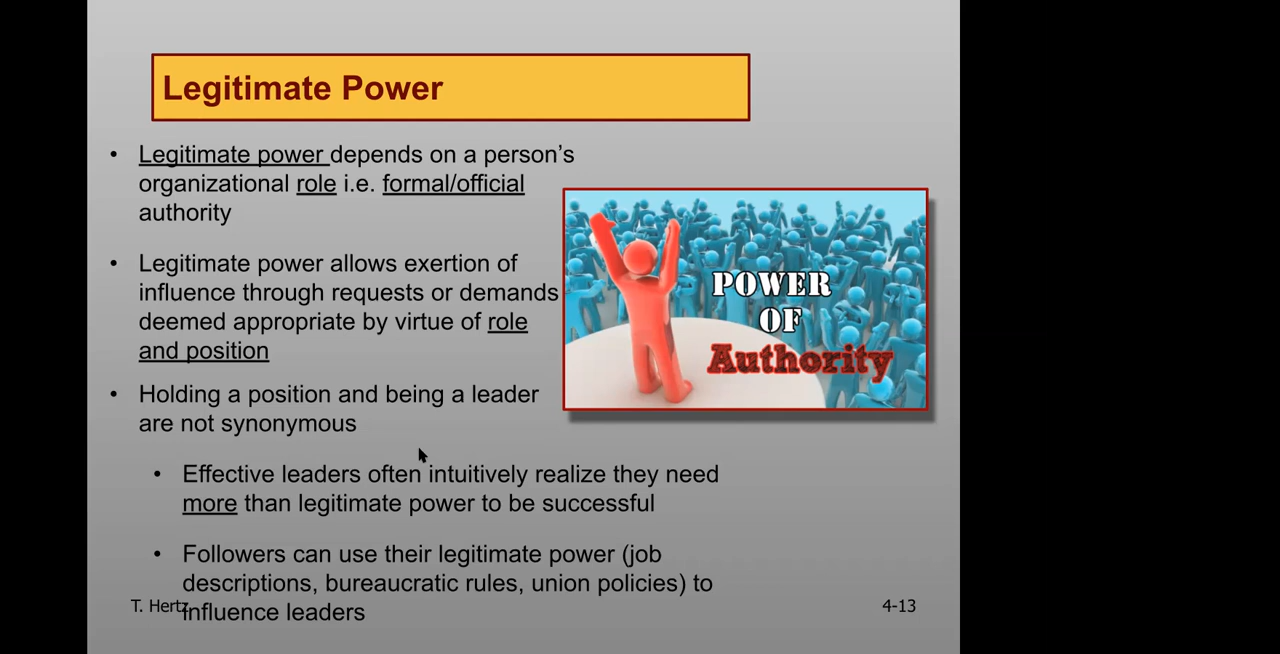 Legitimate Power
• Legitimate power depends on a person’s
organizational role i.e. formal/official
authority
• Legitimate power allows exertion of
influence through requests or demands
deemed appropriate by virtue of role
and position
• Holding a position and being a leader
are not synonymous
• Effective leaders often intuitively realize they need
more than legitimate power to be successful
• Followers can use their legitimate power (job
descriptions, bureaucratic rules, union policies) to
influence leaders
POWER
OF
Authority
T. Hertz
4-13